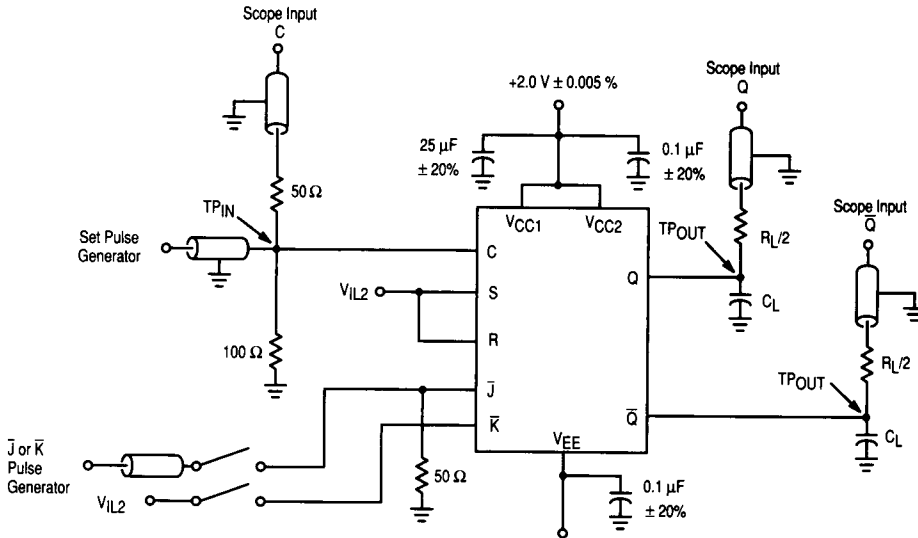 Scope Input
C
+2.0 V ± 0.005 %
Scope Input
Q
25 µF
± 20%
0.1 µF
± 20%
50 Ω
TPIN
VCC1
VCC2
Scope Input
Q̅
Set Pulse
Generator
C
TPOUT
RL/2
VIL2
S
Q
CL
R
100 Ω
J̅
RL/2
TPOUT
K̅
Q̅
J̅ or K̅
Pulse
Generator
VEE
CL
50 Ω
VIL2
0.1 µF
± 20%